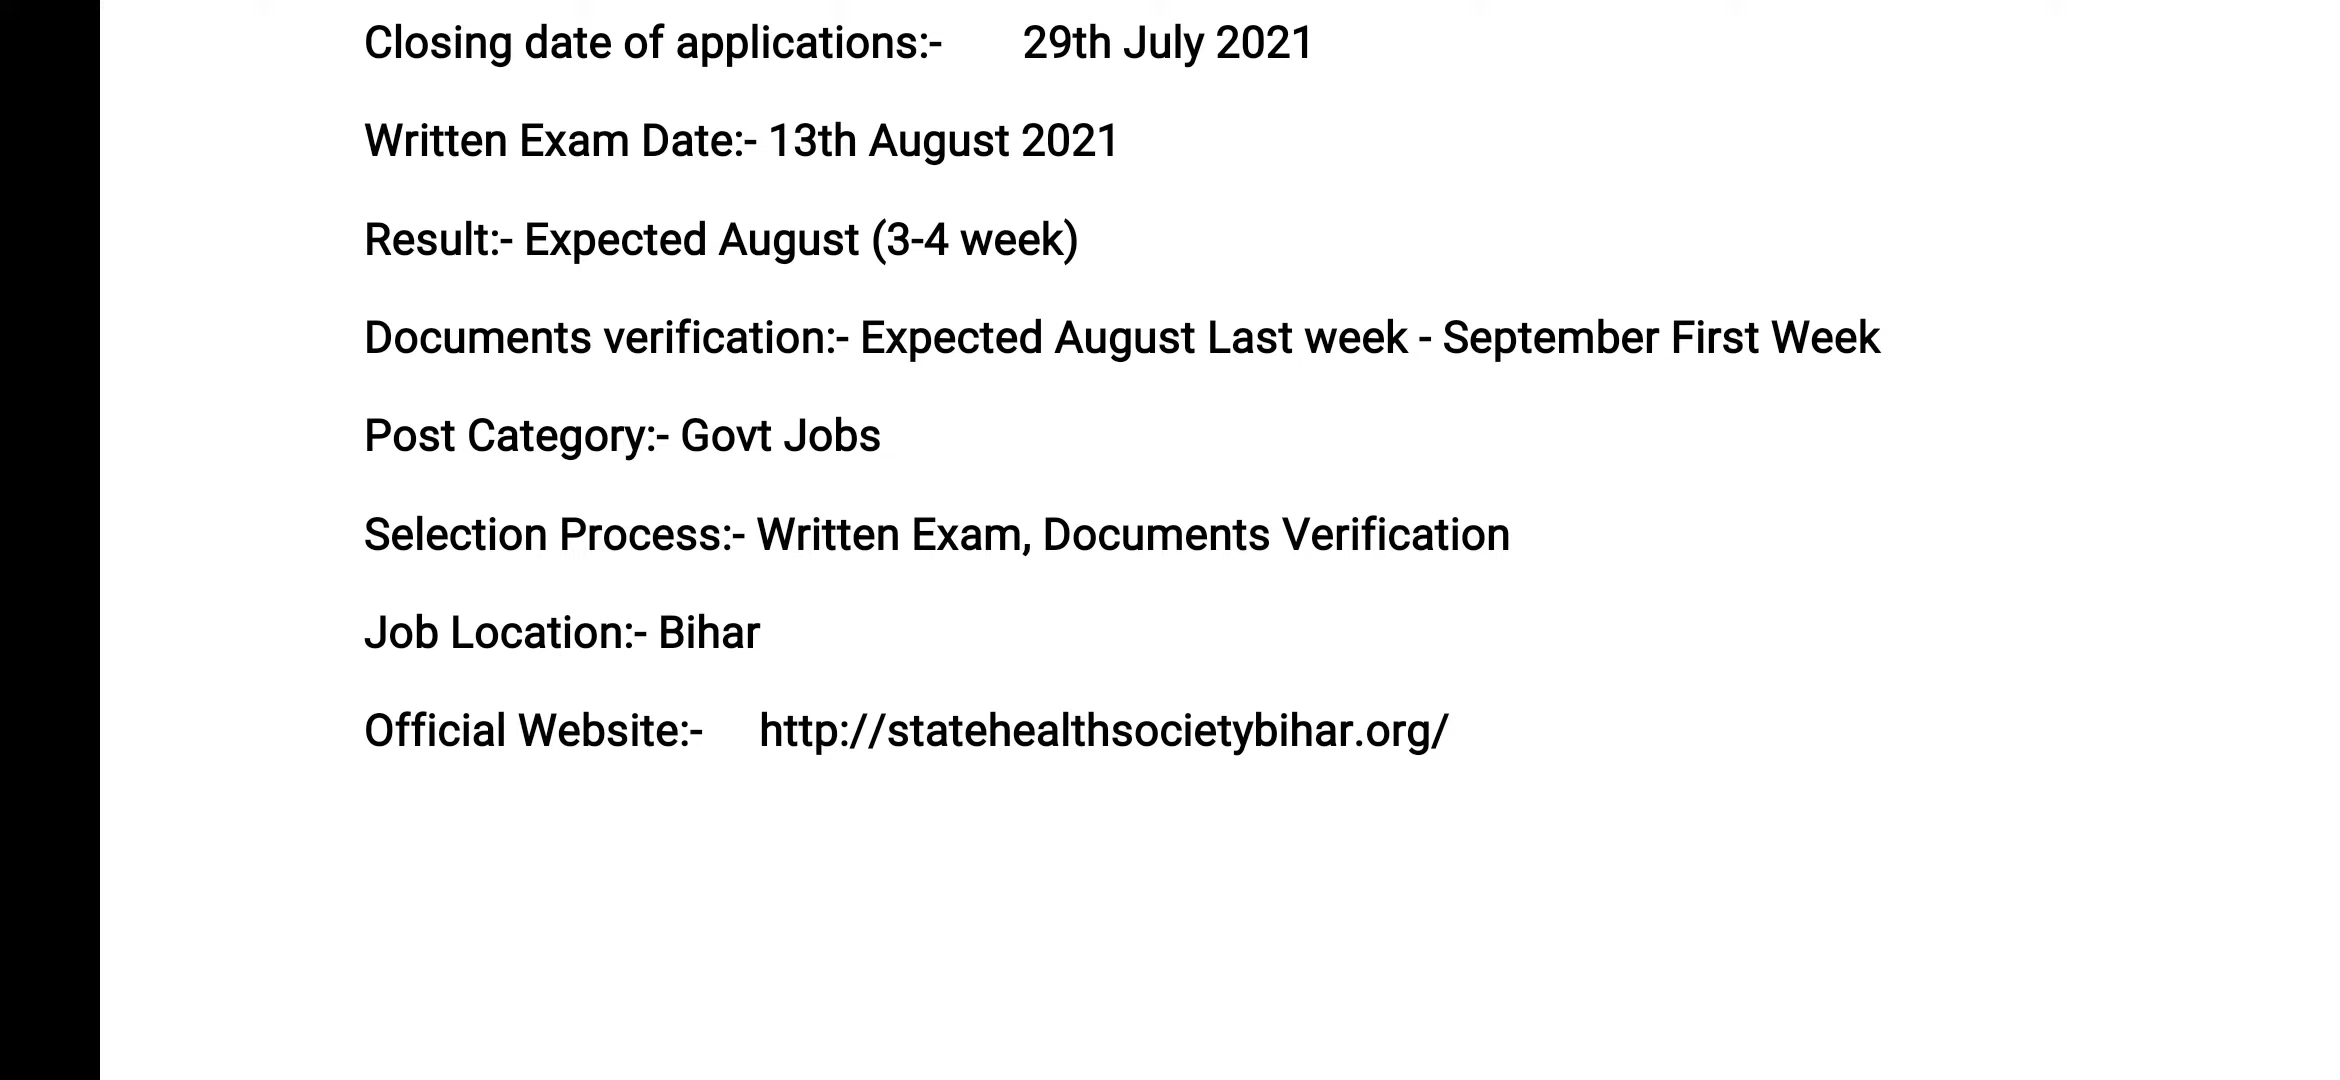 Closing date of applications:- 29th July 2021
Written Exam Date:- 13th August 2021
Result:- Expected August (3-4 week)
Documents verification:- Expected August Last week - September First Week
Post Category:- Govt Jobs
Selection Process:- Written Exam, Documents Verification
Job Location:- Bihar
Official Website:- http://statehealthsocietybihar.org/